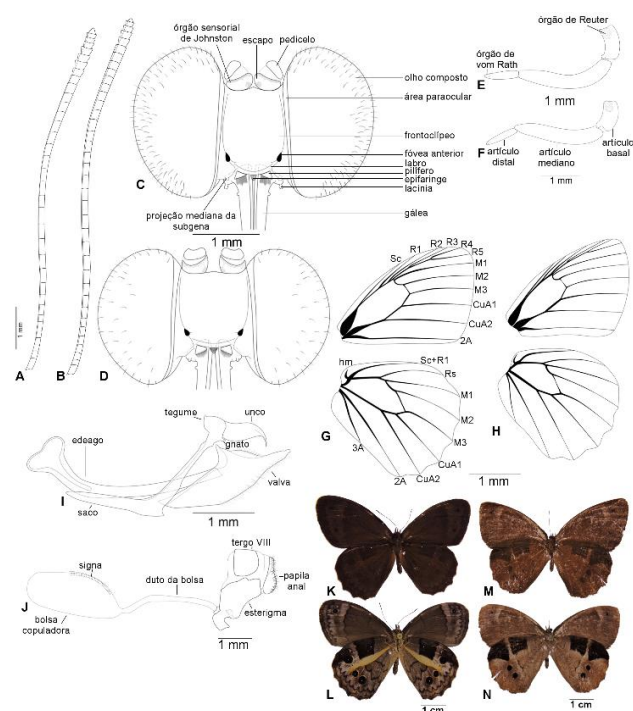 órgão sensorial
de Johnston
escapo
pedicelo
olho composto
área paraocular
frontoclípeo
fóvea anterior
labro
pilífero
epifaringe
lacínia
gálea
projeção mediana da
subgena
1 mm
C
1 mm
A
B
D
órgão de Reuter
órgão de
vom Rath
E
1 mm
F
artículo
distal
artículo
mediano
artículo
basal
1 mm
Sc
R1
R2
R3
R4
R5
M1
M2
M3
CuA1
CuA2
2A
hm
Sc+R1
Rs
M1
M2
M3
CuA1
CuA2
2A
3A
G
H
1 mm
tegume
unco
gnato
edeago
valva
saco
I
1 mm
tergo VIII
signa
duto da bolsa
papila
anal
esterigma
J
bolsa
copuladora
1 mm
K
M
L
1 cm
N
1 cm